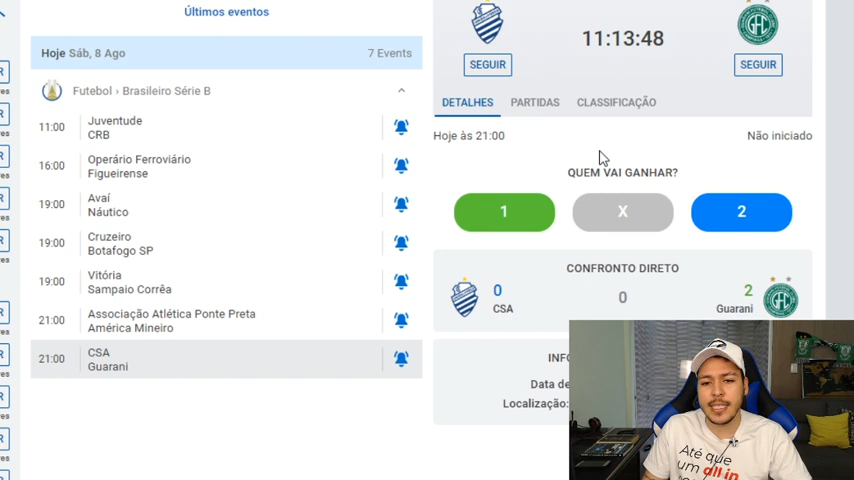 Últimos eventos
Hoje Sáb, 8 Ago
7 Events
Futebol › Brasileiro Série B
11:00
Juventude
CRB
16:00
Operário Ferroviário
Figueirense
19:00
Avaí
Náutico
19:00
Cruzeiro
Botafogo SP
19:00
Vitória
Sampaio Corrêa
21:00
Associação Atlética Ponte Preta
América Mineiro
21:00
CSA
Guarani
11:13:48
SEGUIR
SEGUIR
DETALHES
PARTIDAS
CLASSIFICAÇÃO
Hoje às 21:00
Não iniciado
QUEM VAI GANHAR?
1
X
2
CONFRONTO DIRETO
0
CSA
0
2
Guarani
INFO
Data de
Localização:
Até que
um all in